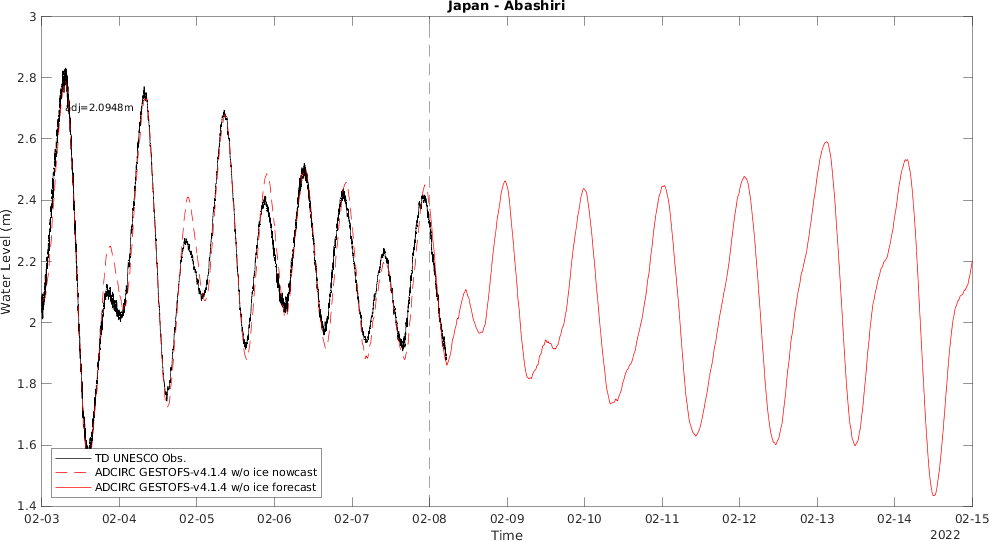 Japan - Abashiri
3
2.8
2.6
2.4
2.2
2
1.8
1.6
1.4
Water Level (m)
adj=2.0948m
TD UNESCO Obs.
ADCIRC GESTOFS-v4.1.4 w/o ice nowcast
ADCIRC GESTOFS-v4.1.4 w/o ice forecast
02-03 02-04 02-05 02-06 02-07 02-08 02-09 02-10 02-11 02-12 02-13 02-14 02-15
Time
2022